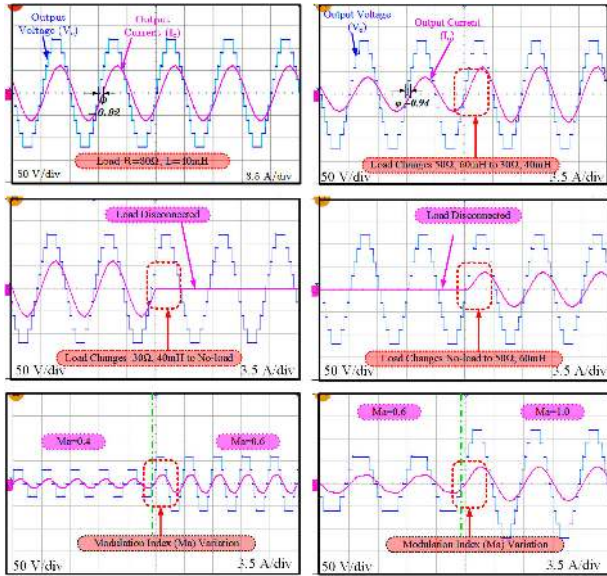 Output
Voltage (Vo)
Output
Current (Io)
Φ
0.92
50 V/div
3.5 A/div
Output Voltage
(Vo)
Output Current
(Io)
φ 0.94
Load Changes 50Ω, 60mH to 30Ω, 40mH
50 V/div
3.5 A/div
Load Disconnected
Load Changes 30Ω, 40mH to No-load
50 V/div
3.5 A/div
Load Disconnected
Load Changes No-load to 50Ω, 60mH
50 V/div
3.5 A/div
Ma=0.4
Ma=0.6
Modulation Index (Ma) Variation
50 V/div
3.5 A/div
Ma=0.6
Ma=1.0
Modulation Index (Ma) Variation
50 V/div
3.5 A/div